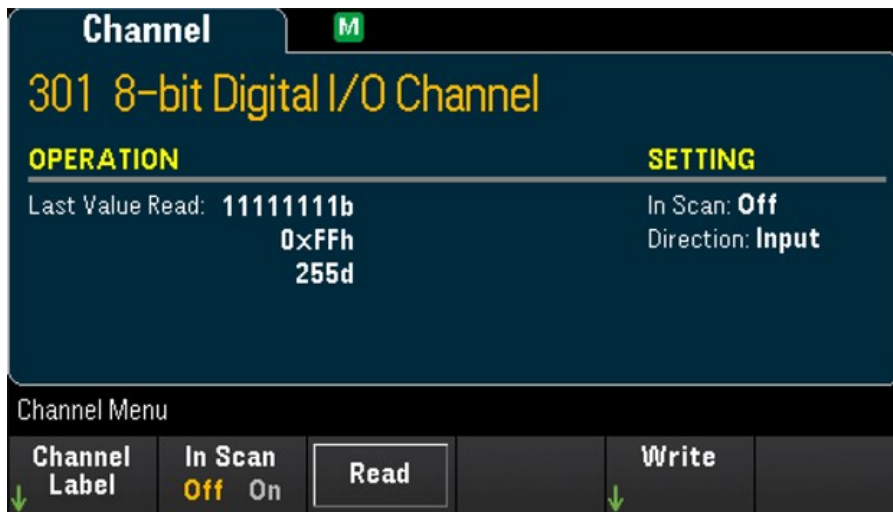 Channel
M
301 8-bit Digital I/O Channel
OPERATION
SETTING
Last Value Read: 11111111b
0xFFh
255d
In Scan: Off
Direction: Input
Channel Menu
Channel Label
In Scan
Off On
Read
Write